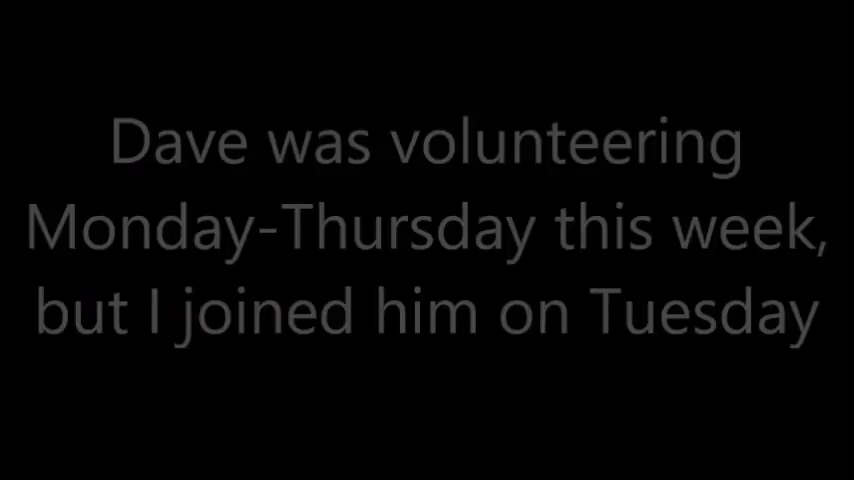 Dave was volunteering
Monday-Thursday this week,
but I joined him on Tuesday